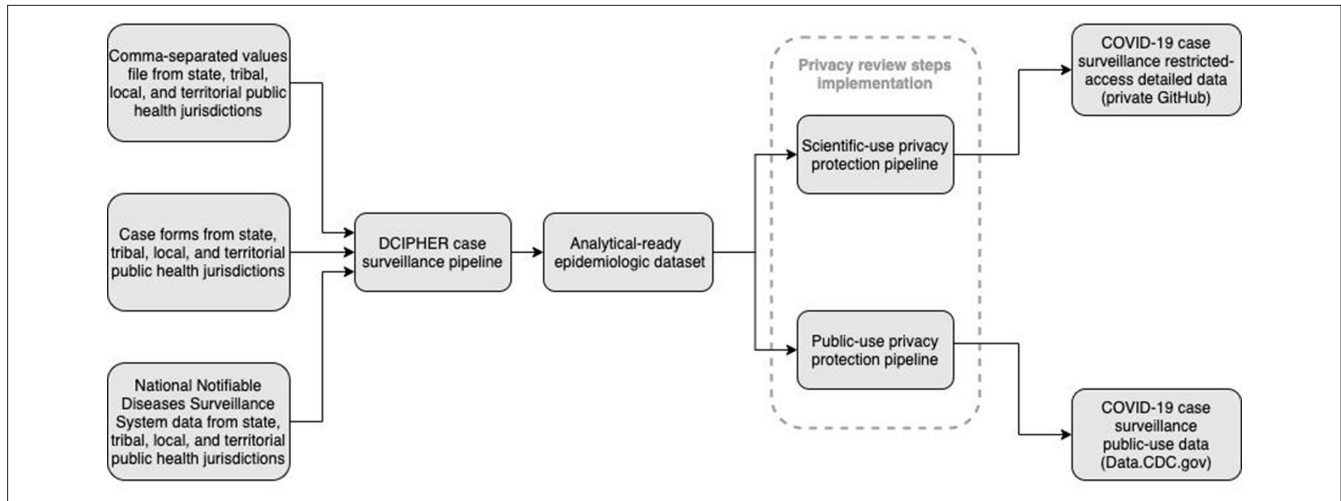 Comma-separated values
file from state, tribal,
local, and territorial public
health jurisdictions
Case forms from state,
tribal, local, and territorial
public health jurisdictions
National Notifiable
Diseases Surveillance
System data from state,
tribal, local, and territorial
public health jurisdictions
DCIPHER case
surveillance pipeline
Analytical-ready
epidemiologic dataset
Privacy review steps
implementation
Scientific-use privacy
protection pipeline
Public-use privacy
protection pipeline
COVID-19 case
surveillance restricted-
access detailed data
(private GitHub)
COVID-19 case
surveillance
public-use data
(Data.CDC.gov)